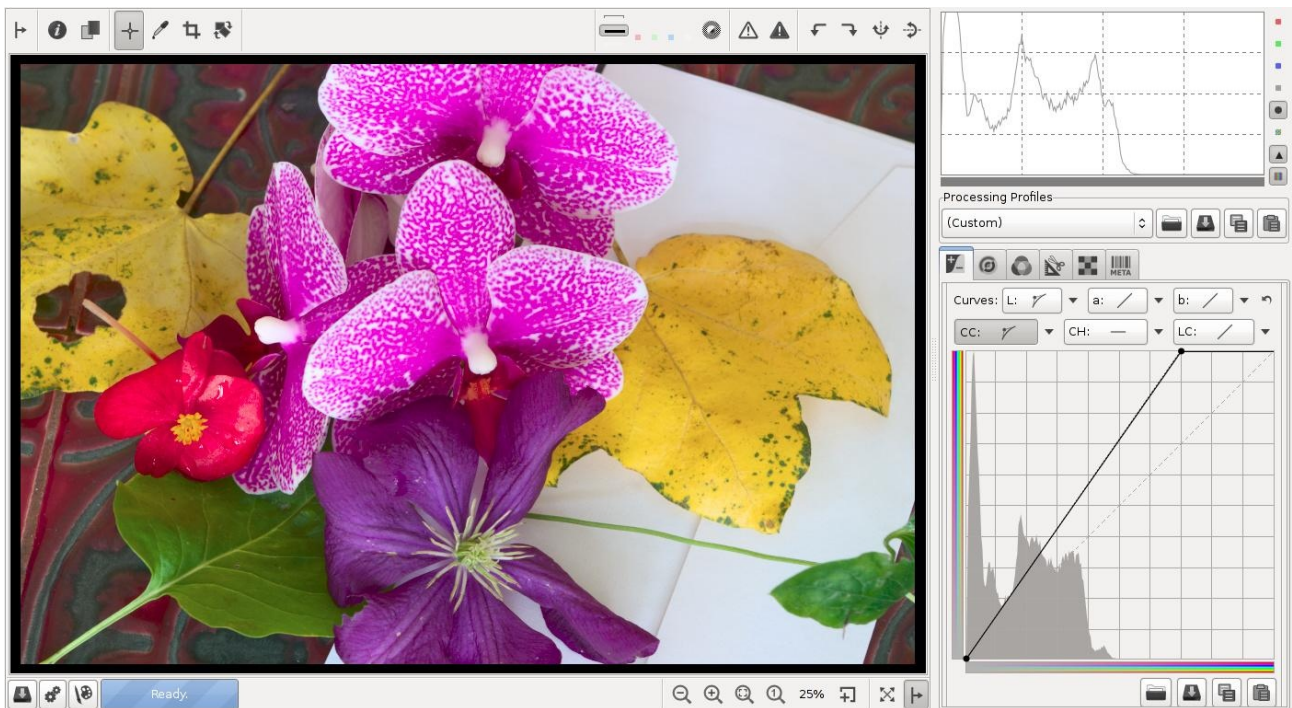 Processing Profiles
(Custom)
META
Curves: L: a: b:
CC: CH: LC:
Ready.
25%